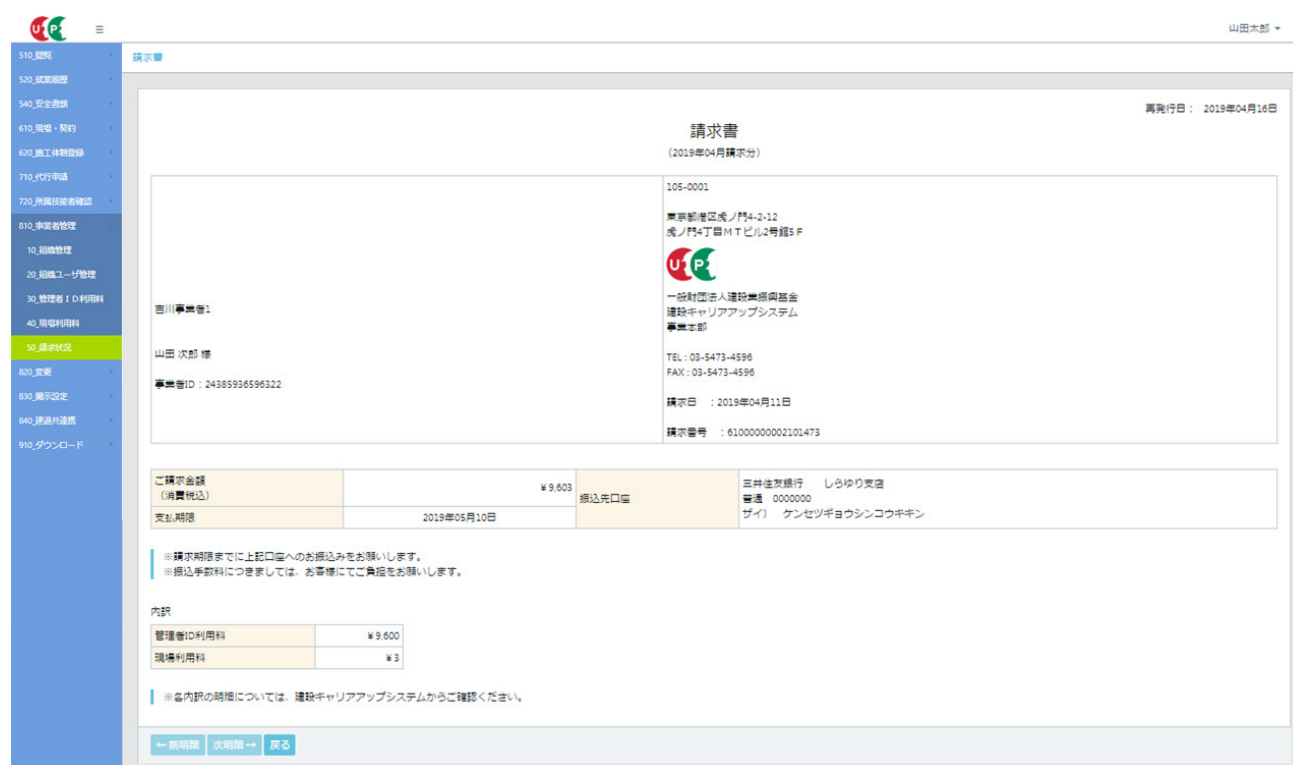 山田太郎
510_閲覧
520_就業履歴
540_安全書類
610_現場・契約
620_施工体制登録
710_代行申請
720_所属技能者確認
810_事業者管理
10_組織管理
20_組織ユーザ管理
30_管理者ID利用料
40_現場利用料
50_請求状況
820_変更
830_開示設定
840_建退共連携
910_ダウンロード
請求書
再発行日： 2019年04月16日
請求書
（2019年04月請求分）
吉川事業者1
山田 次郎 様
事業者ID：24385936596322
105-0001
東京都港区虎ノ門4-2-12
虎ノ門4丁目ＭＴビル2号館5Ｆ
一般財団法人建設業振興基金
建設キャリアアップシステム
事業本部
TEL：03-5473-4596
FAX：03-5473-4596
請求日 ：2019年04月11日
請求番号 ：61000000002101473
ご請求金額
（消費税込）
¥ 9,603
支払期限
2019年05月10日
振込先口座
三井住友銀行 しらゆり支店
普通 0000000
ザイ） ケンセツギョウシンコウキキン
※請求期限までに上記口座へのお振込みをお願いします。
※振込手数料につきましては、お客様にてご負担をお願いします。
内訳
管理者ID利用料 ¥ 9,600
現場利用料 ¥ 3
※各内訳の明細については、建設キャリアアップシステムからご確認ください。
←前明細 次明細→ 戻る